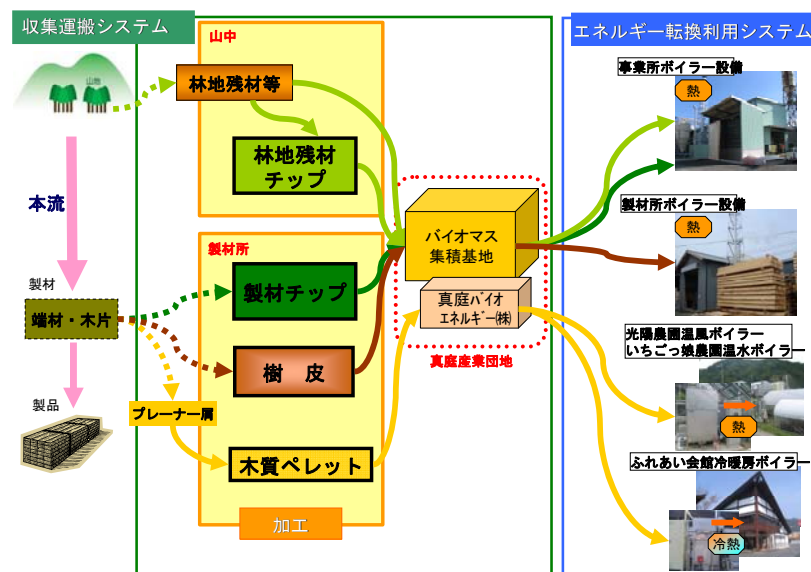 収集運搬システム
エネルギー転換利用システム
山中
山地
林地残材等
林地残材
チップ
本流
製材
端材・木片
製品
プレーナー屑
製材所
製材チップ
樹 皮
木質ペレット
加工
バイオマス
集積基地
真庭バイオ
エネルギー㈱
真庭産業団地
事業所ボイラー設備
熱
製材所ボイラー設備
熱
光陽農園温風ボイラー
いちごっ娘農園温水ボイラー
熱
ふれあい会館冷暖房ボイラー
冷熱